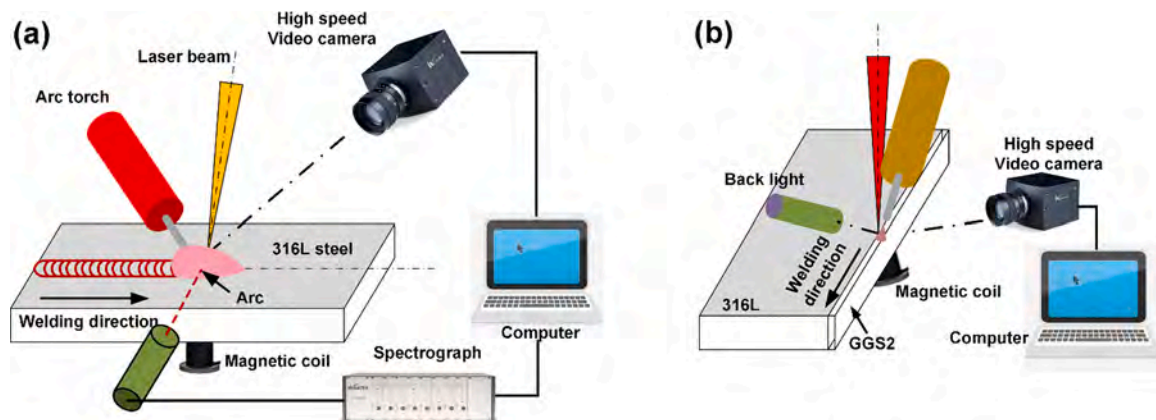 (a)
High speed
Video camera
Laser beam
Arc torch
316L steel
Arc
Welding direction
Magnetic coil
Spectrograph
Computer
(b)
High speed
Video camera
Back light
Welding
direction
316L
Magnetic coil
GGS2
Computer